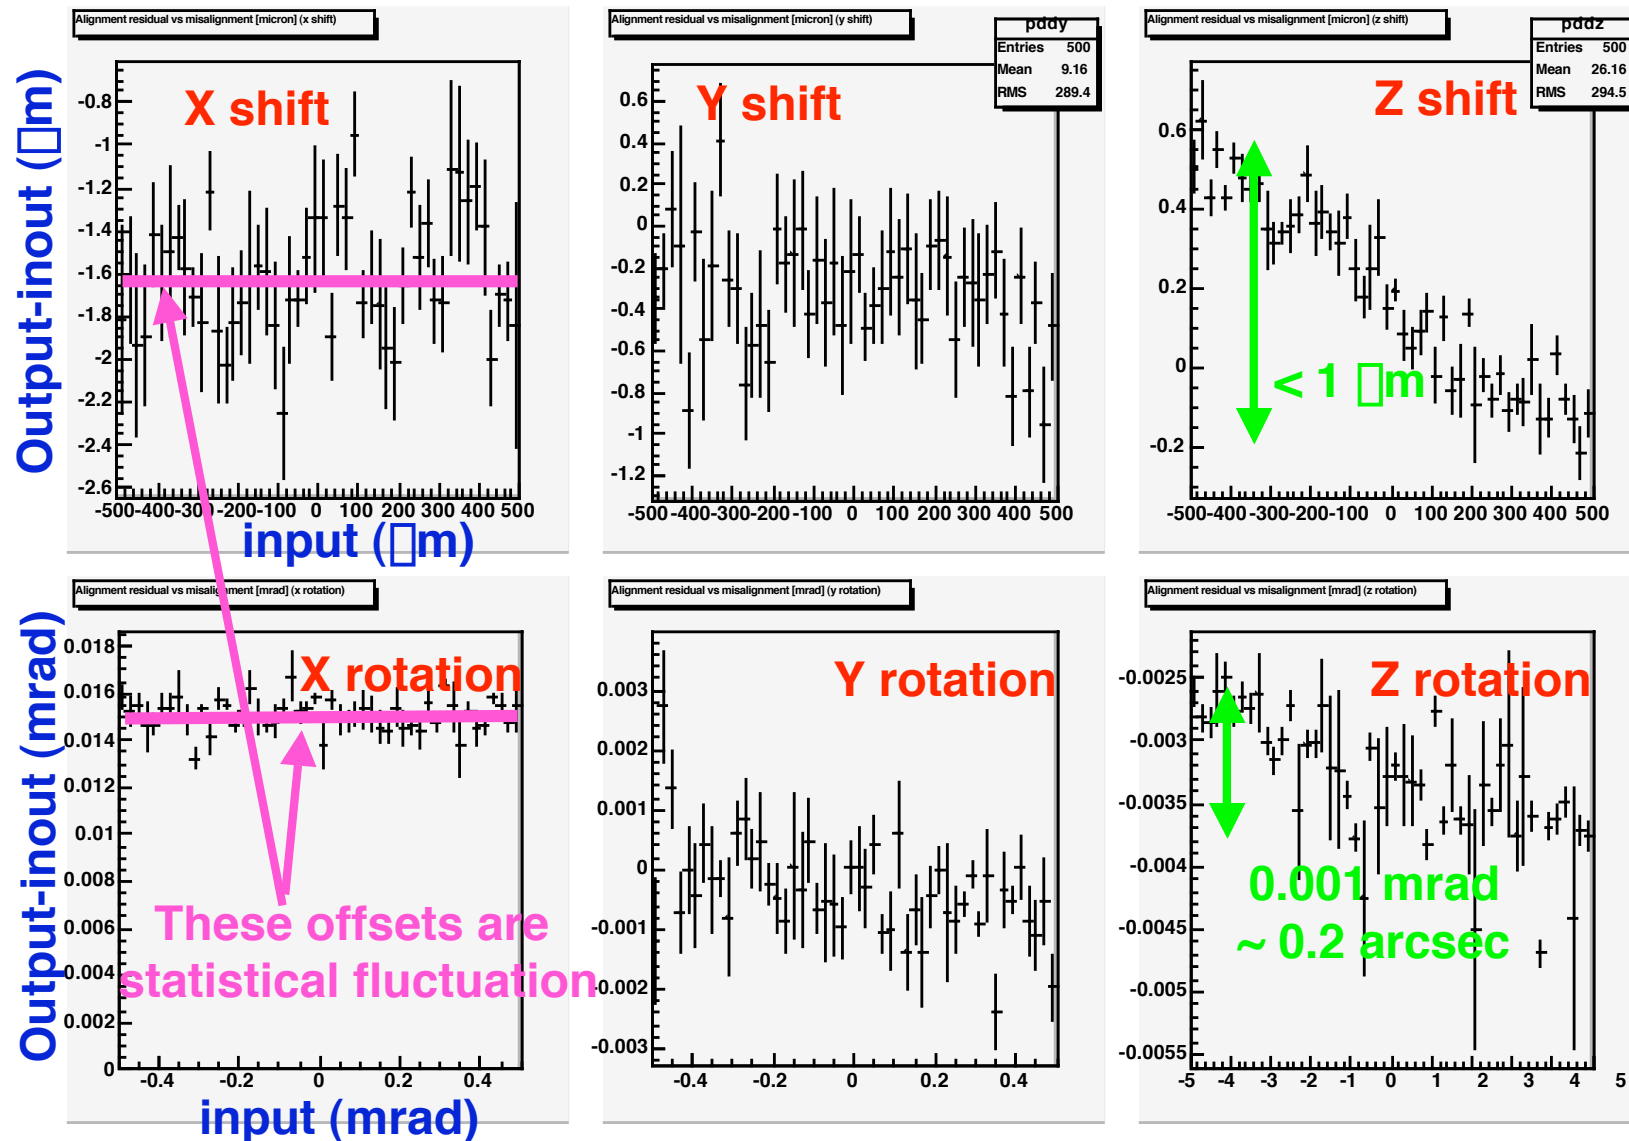 Alignment residual vs misalignment [micron] (x shift)
X shift
Output-inout (▯m)
-0.8
-1
-1.2
-1.4
-1.6
-1.8
-2
-2.2
-2.4
-2.6
-500-400-300-200-100 0 100 200 300 400 500
input (▯m)
Alignment residual vs misalignment [micron] (y shift)
pddy
Entries 500
Mean 9.16
RMS 289.4
Y shift
0.6
0.4
0.2
0
-0.2
-0.4
-0.6
-0.8
-1
-1.2
-500-400-300-200-100 0 100 200 300 400 500
Alignment residual vs misalignment [micron] (z shift)
pddz
Entries 500
Mean 26.16
RMS 294.5
Z shift
0.6
0.4
0.2
0
-0.2
< 1 ▯m
-500-400-300-200-100 0 100 200 300 400 500
Alignment residual vs misalignment [mrad] (x rotation)
X rotation
Output-inout (mrad)
0.018
0.016
0.014
0.012
0.01
0.008
0.006
0.004
0.002
0
These offsets are
statistical fluctuation
-0.4 -0.2 0 0.2 0.4
input (mrad)
Alignment residual vs misalignment [mrad] (y rotation)
Y rotation
0.003
0.002
0.001
0
-0.001
-0.002
-0.003
-0.4 -0.2 0 0.2 0.4
Alignment residual vs misalignment [mrad] (z rotation)
Z rotation
-0.0025
-0.003
-0.0035
-0.004
-0.0045
-0.005
-0.0055
0.001 mrad
~ 0.2 arcsec
-5 -4 -3 -2 -1 0 1 2 3 4 5